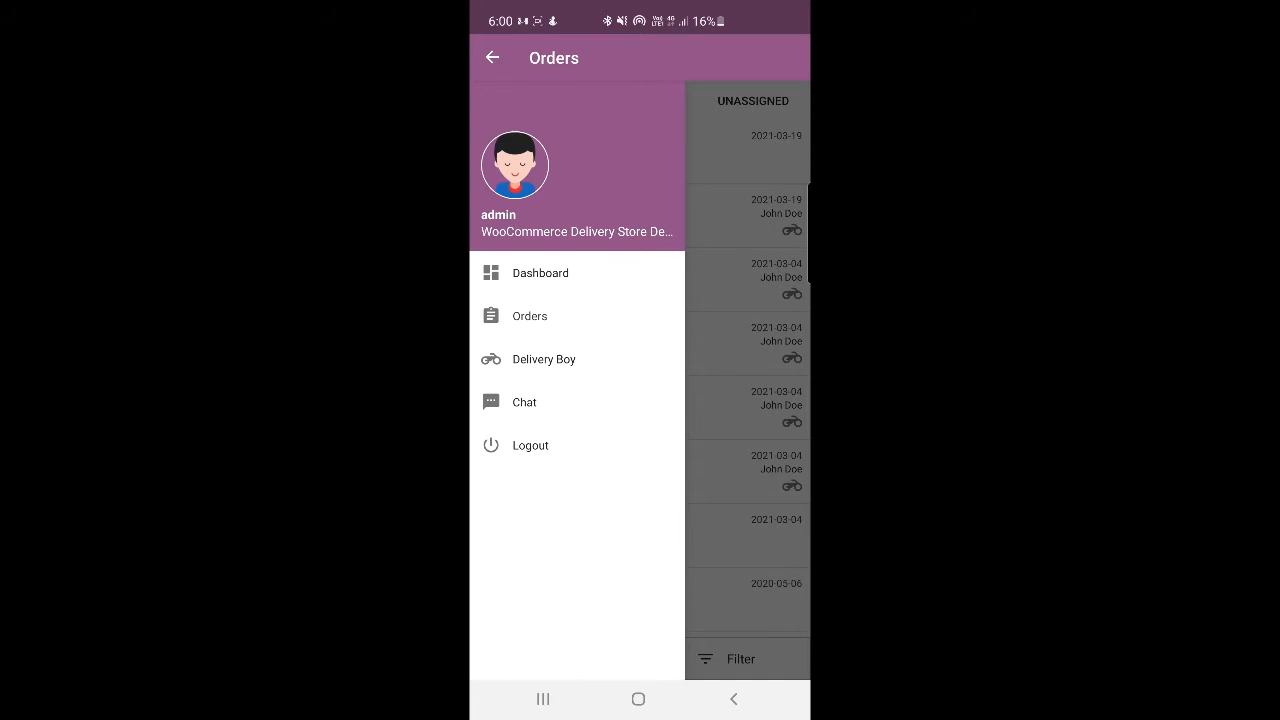 6:00 16%
Orders
UNASSIGNED
2021-03-19
admin
WooCommerce Delivery Store De...
Dashboard
Orders
Delivery Boy
Chat
Logout
2021-03-19
John Doe
2021-03-04
John Doe
2021-03-04
John Doe
2021-03-04
John Doe
2021-03-04
John Doe
2021-03-04
2020-05-06
Filter